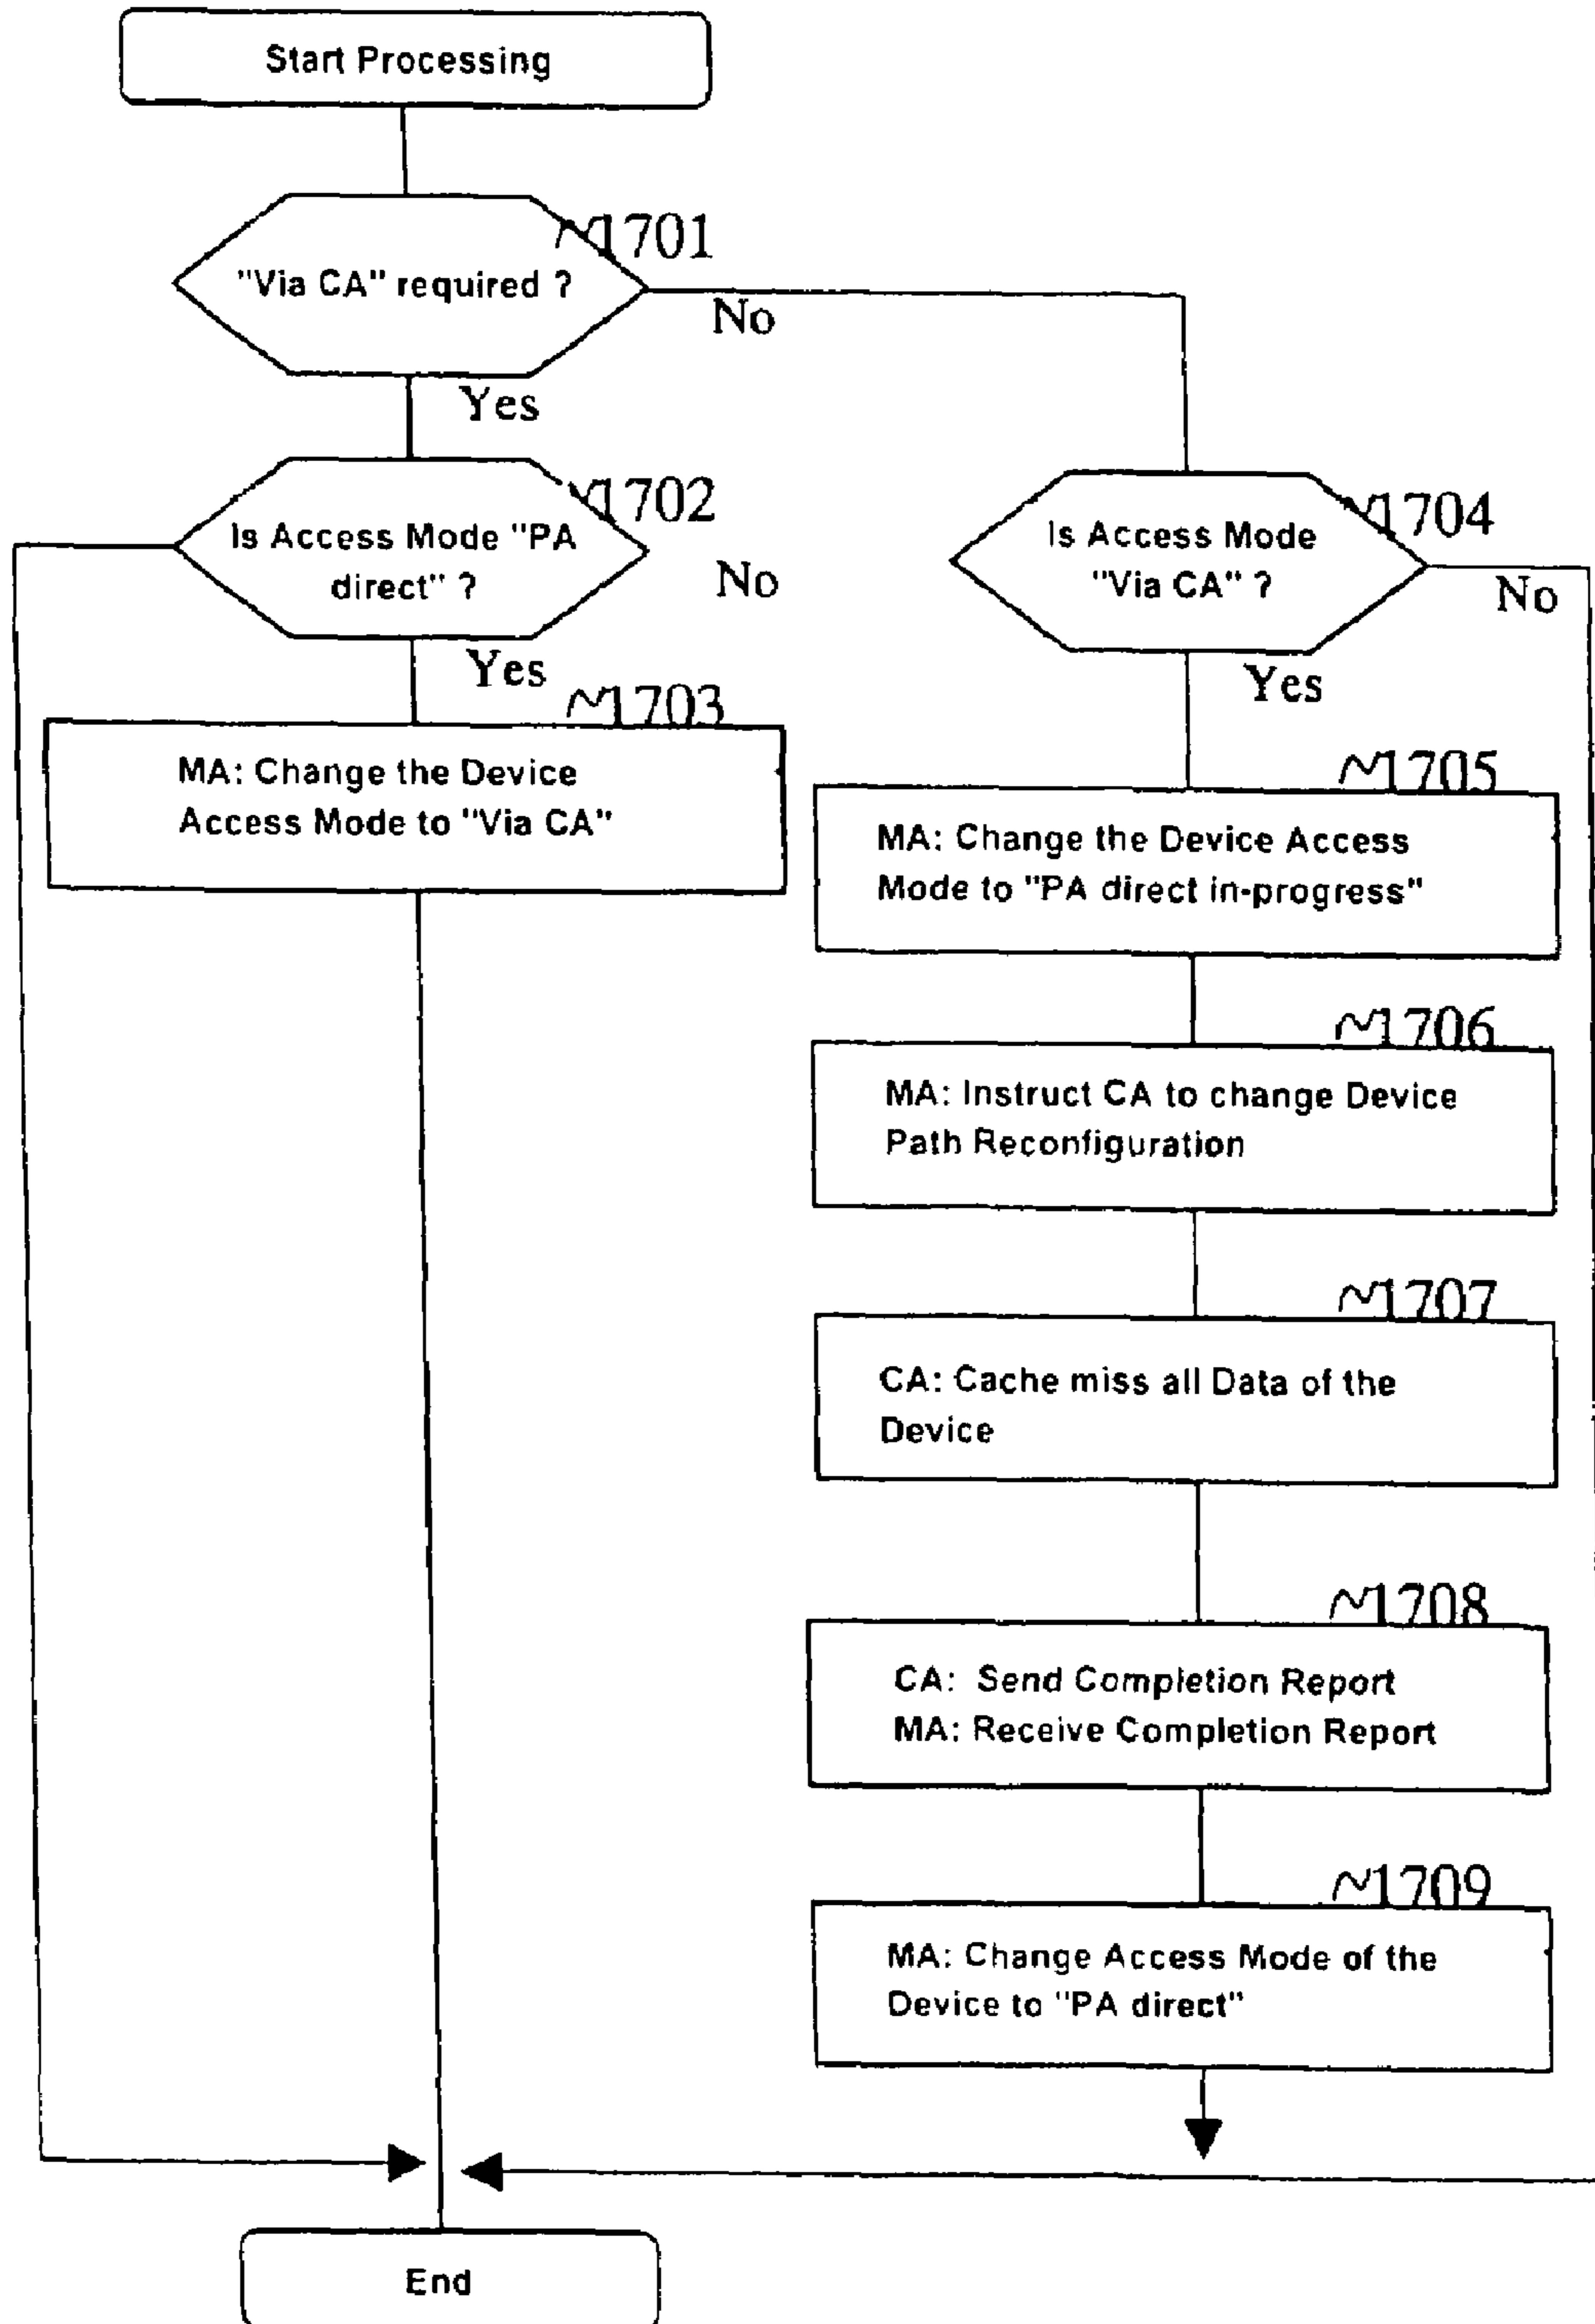 Start Processing
1701
"Via CA" required ?
No
Yes
1702
Is Access Mode "PA
direct" ?
No
Yes
1703
MA: Change the Device
Access Mode to "Via CA"
1704
Is Access Mode
"Via CA" ?
No
Yes
1705
MA: Change the Device Access
Mode to "PA direct in-progress"
1706
MA: Instruct CA to change Device
Path Reconfiguration
1707
CA: Cache miss all Data of the
Device
1708
CA: Send Completion Report
MA: Receive Completion Report
1709
MA: Change Access Mode of the
Device to "PA direct"
End